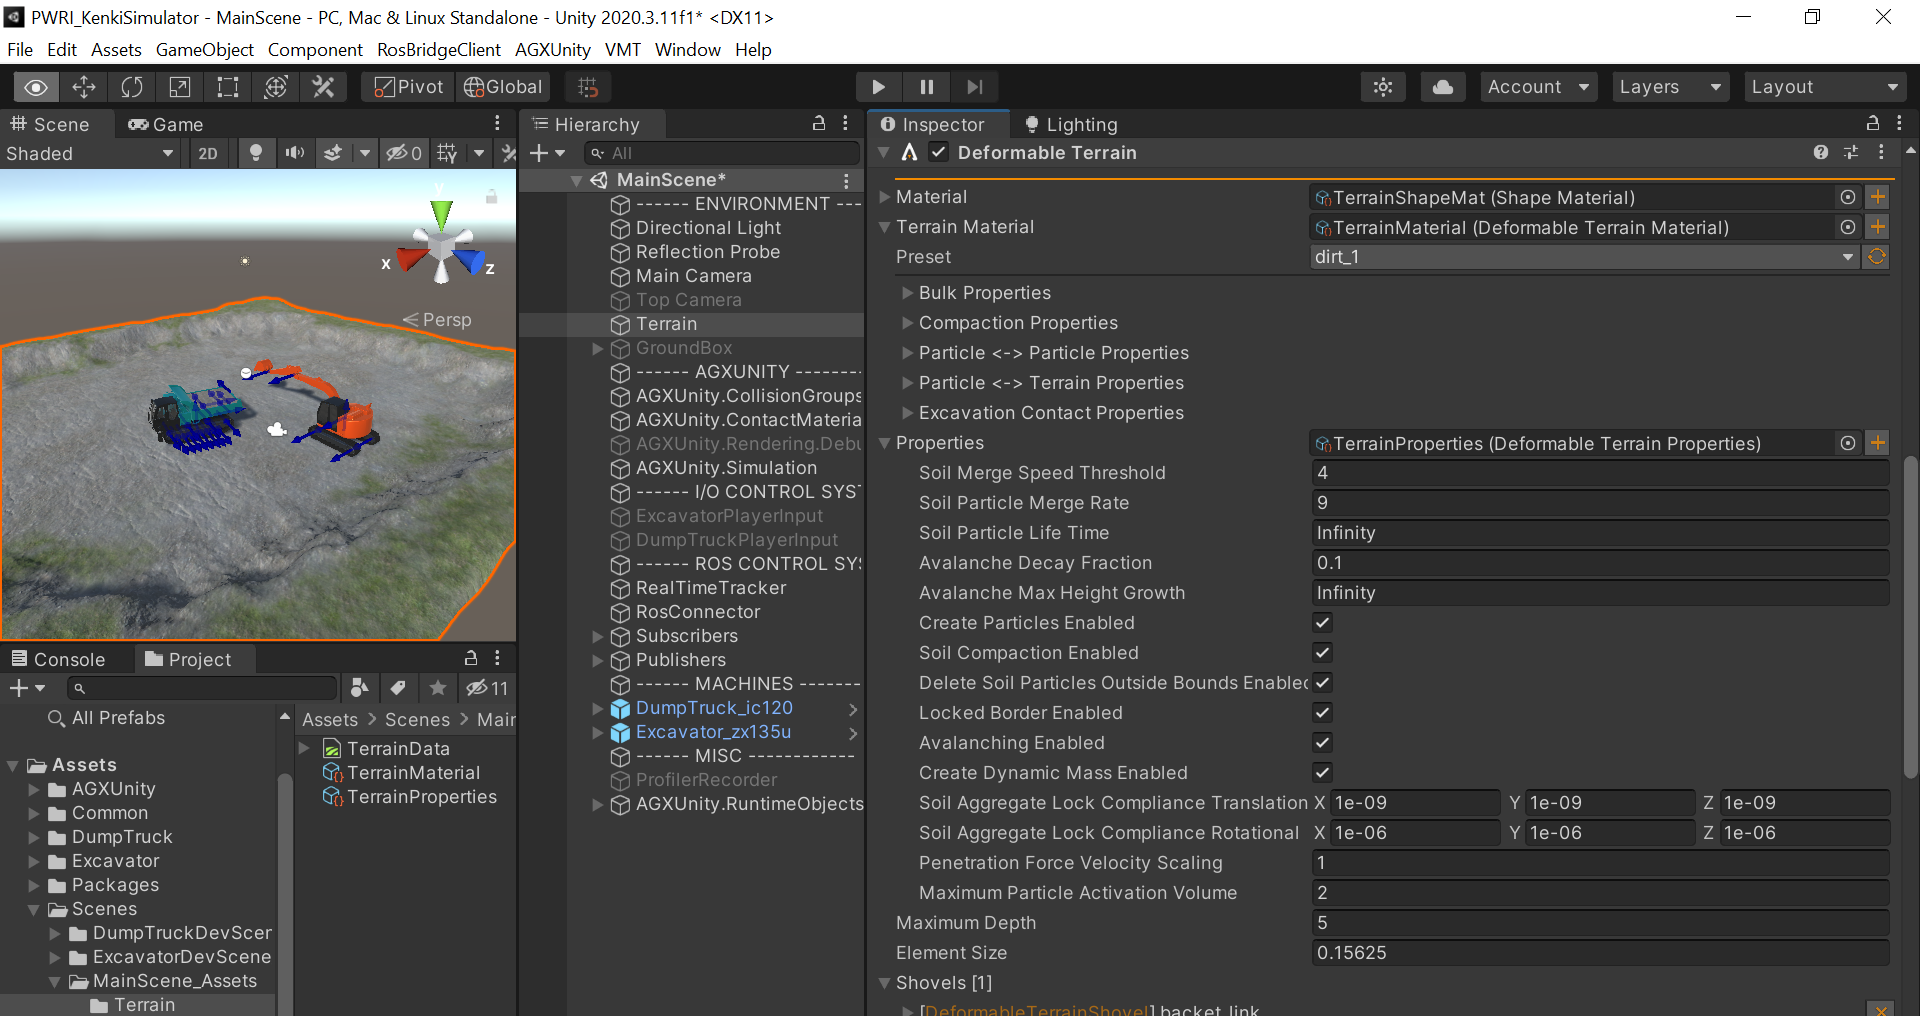 PWRI_KenkiSimulator - MainScene - PC, Mac & Linux Standalone - Unity 2020.3.11f1* <DX11>
File Edit Assets GameObject Component RosBridgeClient AGXUnity VMT Window Help
Pivot Global Account Layers Layout
Scene Game
Shaded 2D 0
y
x
z
Persp
Hierarchy
All
MainScene*
------ ENVIRONMENT ---
Directional Light
Reflection Probe
Main Camera
Top Camera
Terrain
GroundBox
------ AGXUNITY --------
AGXUnity.CollisionGroups
AGXUnity.ContactMateria
AGXUnity.Rendering.Debu
AGXUnity.Simulation
------ I/O CONTROL SYST
ExcavatorPlayerInput
DumpTruckPlayerInput
------ ROS CONTROL SYS
RealTimeTracker
RosConnector
Subscribers
Publishers
------ MACHINES -------
DumpTruck_ic120
Excavator_zx135u
------ MISC ------------
ProfilerRecorder
AGXUnity.RuntimeObjects
Console Project
11
All Prefabs
Assets
AGXUnity
Common
DumpTruck
Excavator
Packages
Scenes
DumpTruckDevScer
ExcavatorDevScene
MainScene_Assets
Terrain
Assets > Scenes > Mair
TerrainData
TerrainMaterial
TerrainProperties
Inspector Lighting
Deformable Terrain
Material TerrainShapeMat (Shape Material)
Terrain Material TerrainMaterial (Deformable Terrain Material)
Preset dirt_1
Bulk Properties
Compaction Properties
Particle <-> Particle Properties
Particle <-> Terrain Properties
Excavation Contact Properties
Properties TerrainProperties (Deformable Terrain Properties)
Soil Merge Speed Threshold 4
Soil Particle Merge Rate 9
Soil Particle Life Time Infinity
Avalanche Decay Fraction 0.1
Avalanche Max Height Growth Infinity
Create Particles Enabled
Soil Compaction Enabled
Delete Soil Particles Outside Bounds Enabled
Locked Border Enabled
Avalanching Enabled
Create Dynamic Mass Enabled
Soil Aggregate Lock Compliance Translation X 1e-09 Y 1e-09 Z 1e-09
Soil Aggregate Lock Compliance Rotational X 1e-06 Y 1e-06 Z 1e-06
Penetration Force Velocity Scaling 1
Maximum Particle Activation Volume 2
Maximum Depth 5
Element Size 0.15625
Shovels [1]
[DeformableTerrainShovel] backet_link